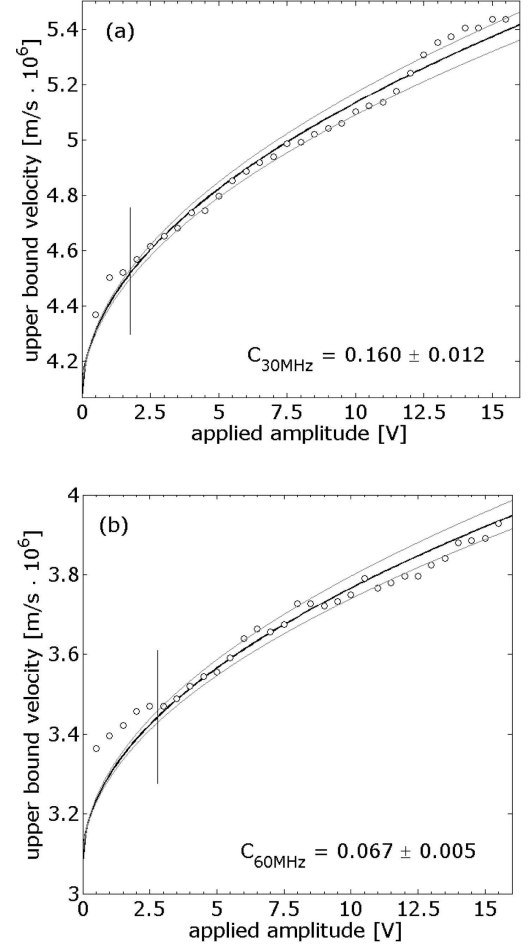 (a)
upper bound velocity [m/s · 10⁶]
5.4
5.2
5
4.8
4.6
4.4
4.2
C₃₀MHz = 0.160 ± 0.012
0 2.5 5 7.5 10 12.5 15
applied amplitude [V]
(b)
upper bound velocity [m/s · 10⁶]
4
3.8
3.6
3.4
3.2
3
C₆₀MHz = 0.067 ± 0.005
0 2.5 5 7.5 10 12.5 15
applied amplitude [V]